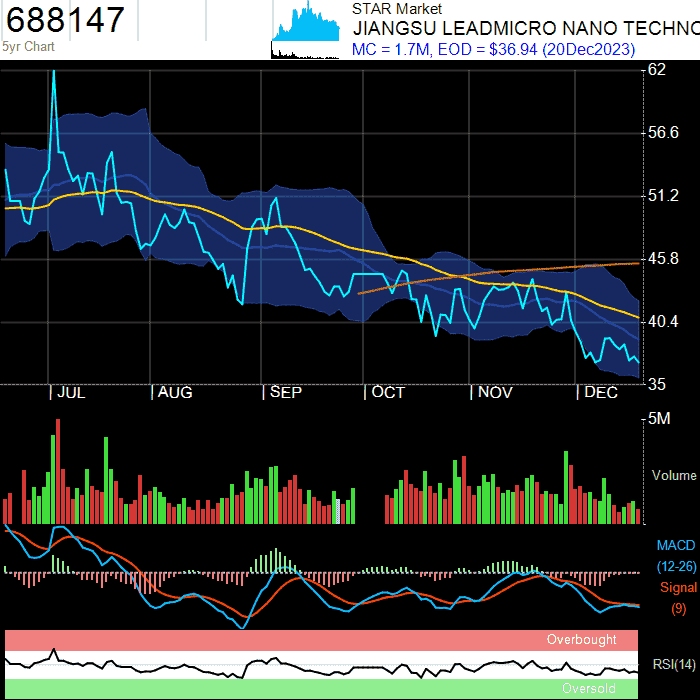 688147
5yr Chart
STAR Market
JIANGSU LEADMICRO NANO TECHNO
MC = 1.7M, EOD = $36.94 (20Dec2023)
62
56.6
51.2
45.8
40.4
35
JUL AUG SEP OCT NOV DEC
5M
Volume
MACD
(12-26)
Signal
(9)
Overbought
RSI(14)
Oversold